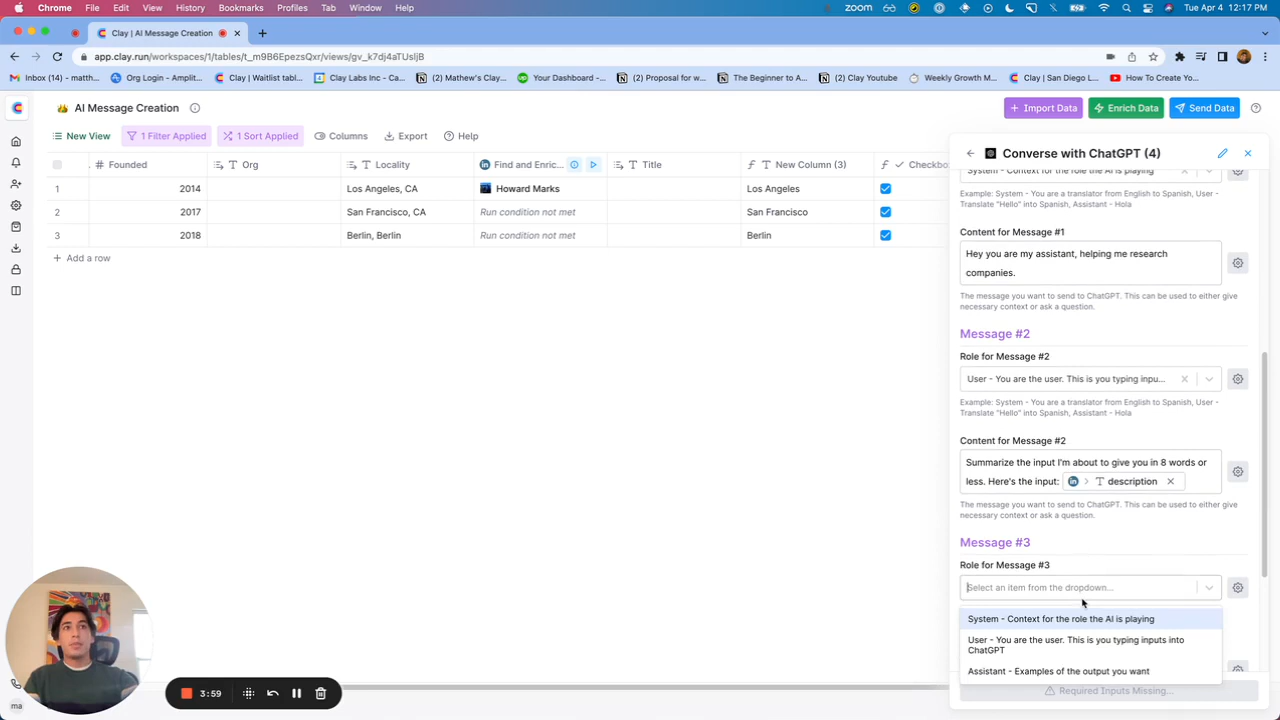 Chrome File Edit View History Bookmarks Profiles Tab Window Help
ZOOM
Tue Apr 4 12:17 PM
Clay | AI Message Creation
app.clay.run/workspaces/1/tables/t_m9B6EpezsQxr/views/gv_k7dj4aTUsljB
Inbox (14) - matth... Org Login - Amplit... Clay | Waitlist tabl... Clay Labs Inc - Ca... (2) Mathew's Clay... Your Dashboard -... (2) Proposal for w... The Beginner to A... (2) Clay Youtube Weekly Growth M... Clay | San Diego L... How To Create Yo...
AI Message Creation
Import Data
Enrich Data
Send Data
New View
1 Filter Applied
1 Sort Applied
Columns
Export
Help
# Founded
T Org
T Locality
Find and Enric...
T Title
T New Column (3)
Checkbo
1 2014 Los Angeles, CA Howard Marks Los Angeles
2 2017 San Francisco, CA Run condition not met San Francisco
3 2018 Berlin, Berlin Run condition not met Berlin
+ Add a row
Converse with ChatGPT (4)
System - Context for the role the AI is playing
Example: System - You are a translator from English to Spanish, User -
Translate "Hello" into Spanish, Assistant - Hola
Content for Message #1
Hey you are my assistant, helping me research
companies.
The message you want to send to ChatGPT. This can be used to either give
necessary context or ask a question.
Message #2
Role for Message #2
User - You are the user. This is you typing inpu...
Example: System - You are a translator from English to Spanish, User -
Translate "Hello" into Spanish, Assistant - Hola
Content for Message #2
Summarize the input I'm about to give you in 8 words or
less. Here's the input: T description
The message you want to send to ChatGPT. This can be used to either give
necessary context or ask a question.
Message #3
Role for Message #3
Select an item from the dropdown...
System - Context for the role the AI is playing
User - You are the user. This is you typing inputs into
ChatGPT
Assistant - Examples of the output you want
Required Inputs Missing...
3:59
ma